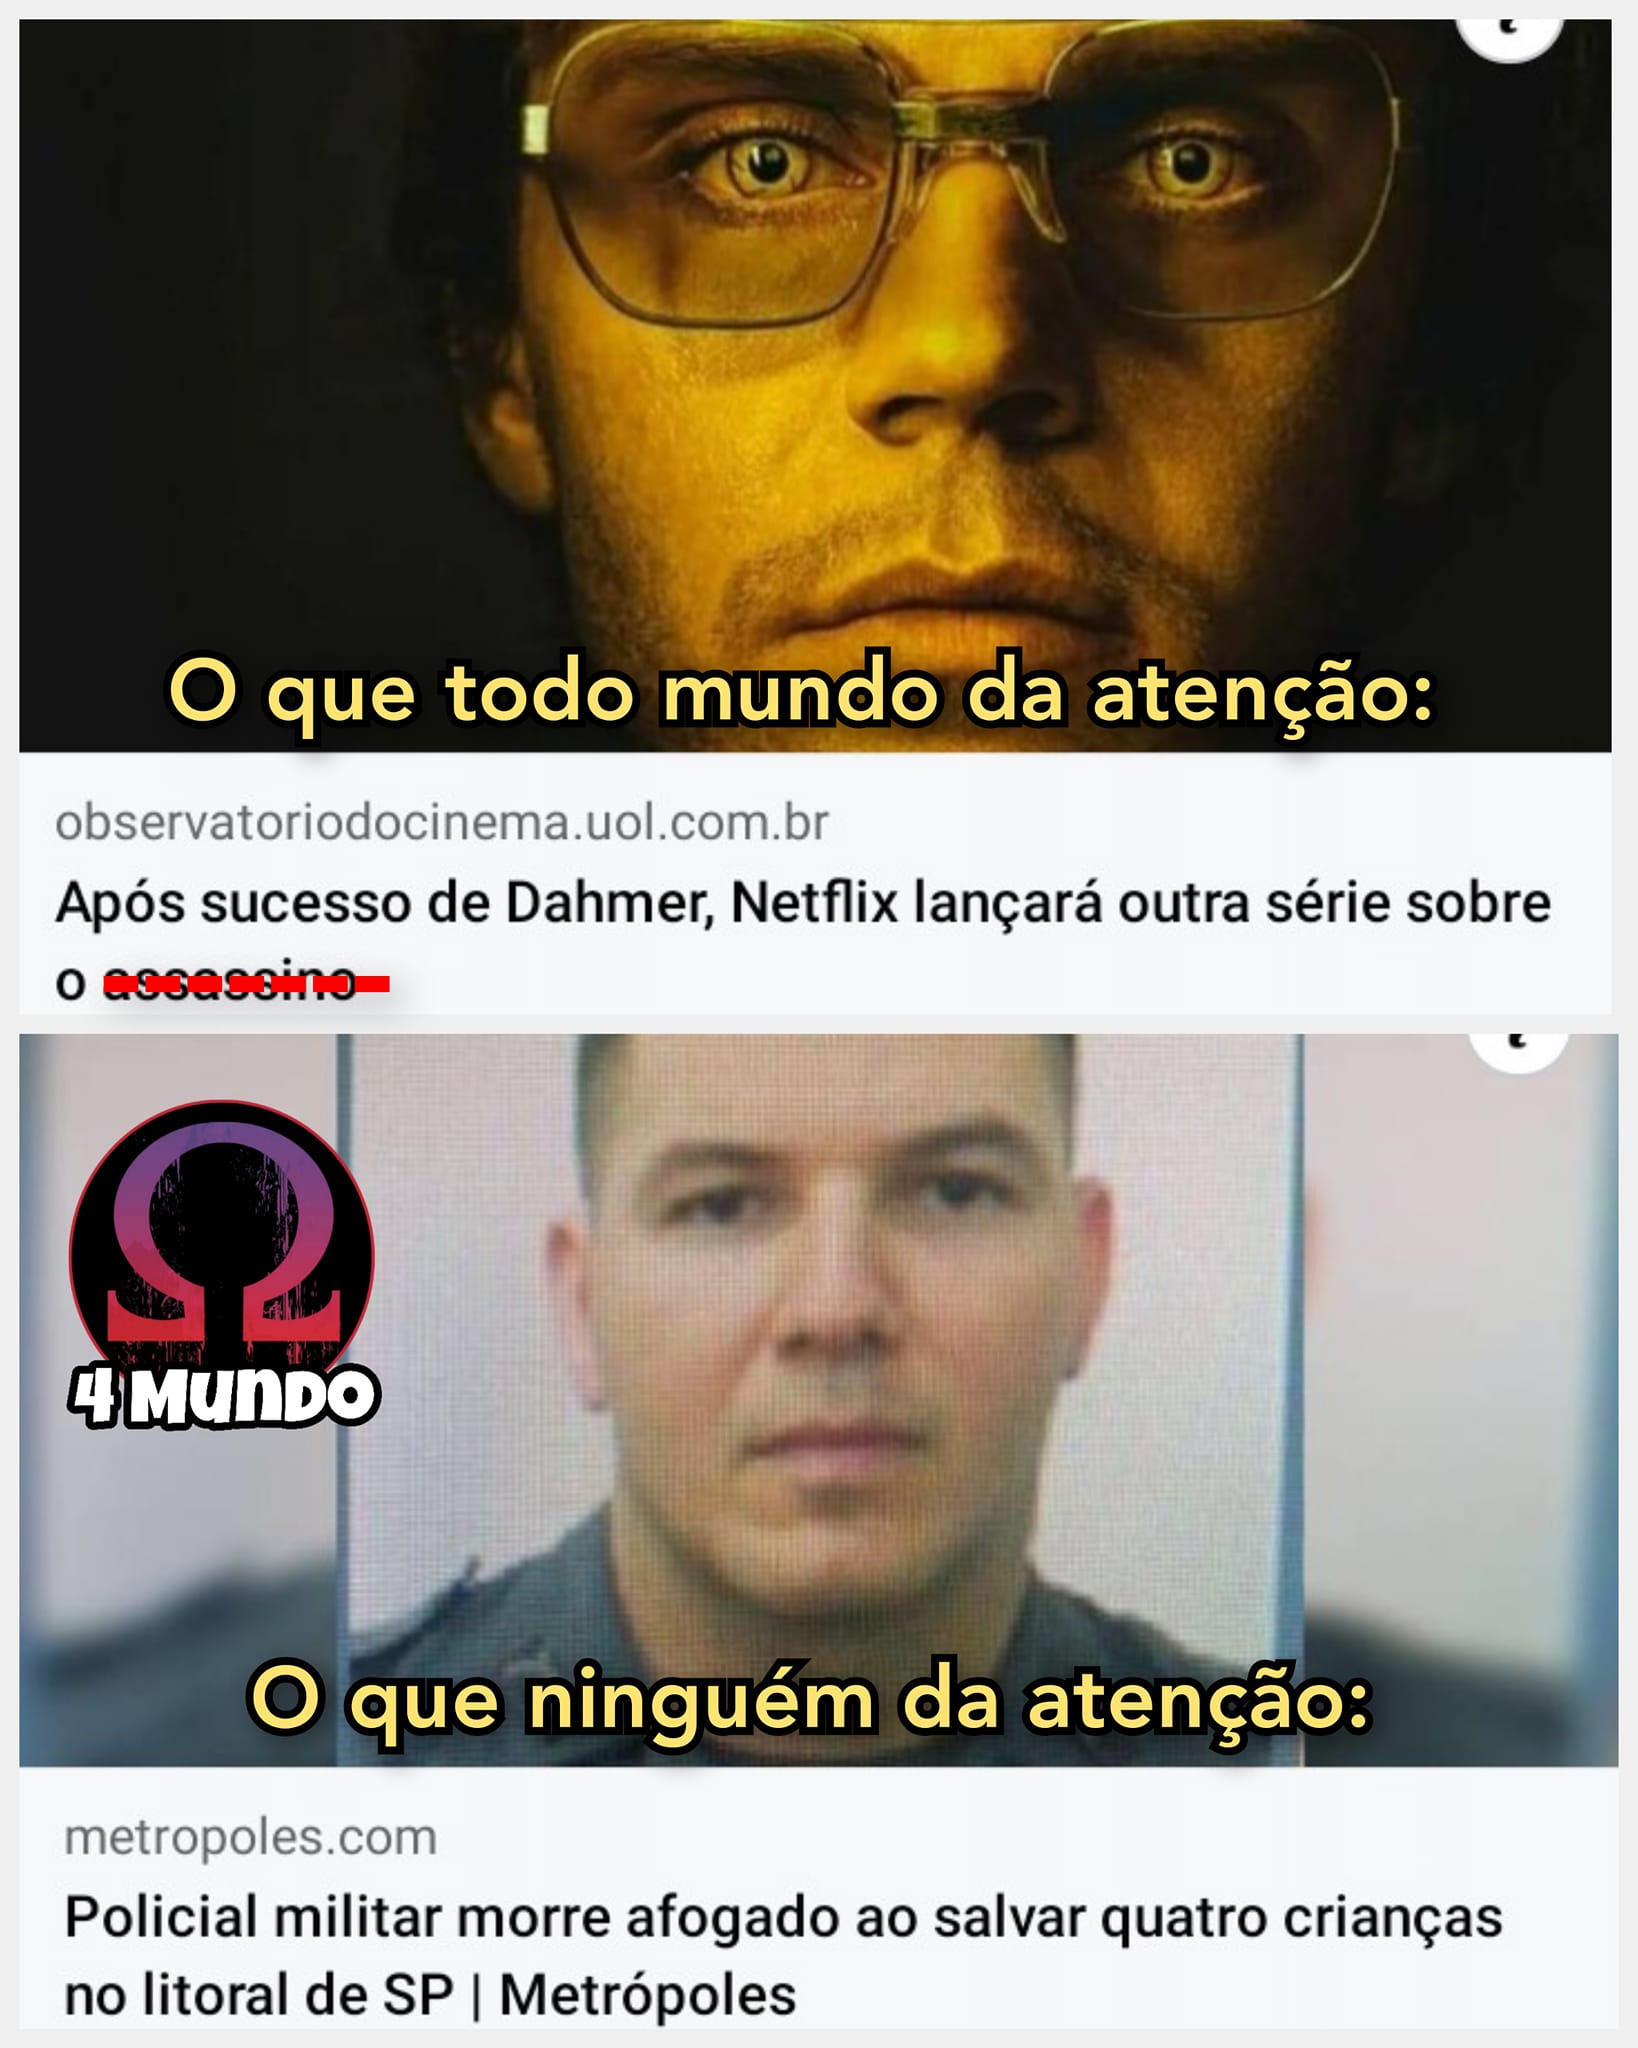 O que todo mundo da atenção:
observatoriodocinema.uol.com.br
Após sucesso de Dahmer, Netflix lançará outra série sobre
o assassino
4 Mundo
O que ninguém da atenção:
metropoles.com
Policial militar morre afogado ao salvar quatro crianças
no litoral de SP | Metrópoles